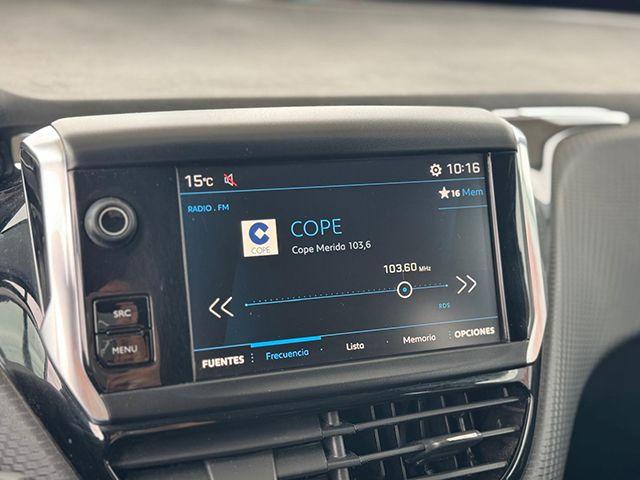 15°C 10:16
RADIO . FM ★16 Mem
COPE
COPE
Cope Merida 103,6
103.60 MHz
RDS
FUENTES Frecuencia Lista Memoria OPCIONES
SRC
MENU